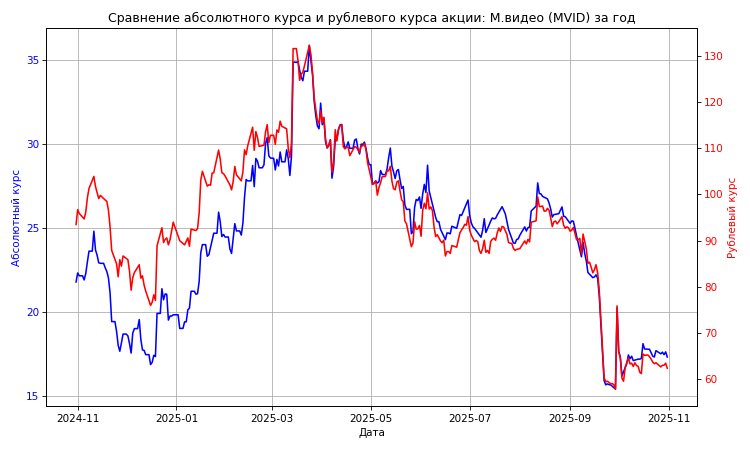 Сравнение абсолютного курса и рублевого курса акции: М.видео (MVID) за год
Абсолютный курс
35
30
25
20
15
130
120
110
100
90
80
70
60
Рублевый курс
2024-11 2025-01 2025-03 2025-05 2025-07 2025-09 2025-11
Дата